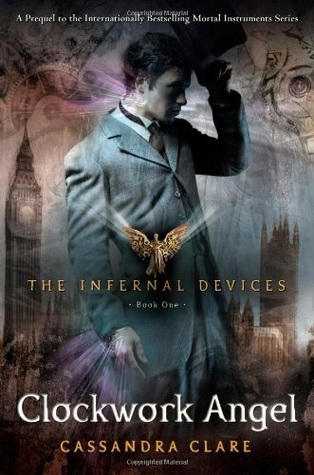 A Prequel to the Internationally Bestselling Mortal Instruments Series
THE INFERNAL DEVICES
· Book One ·
Clockwork Angel
CASSANDRA CLARE